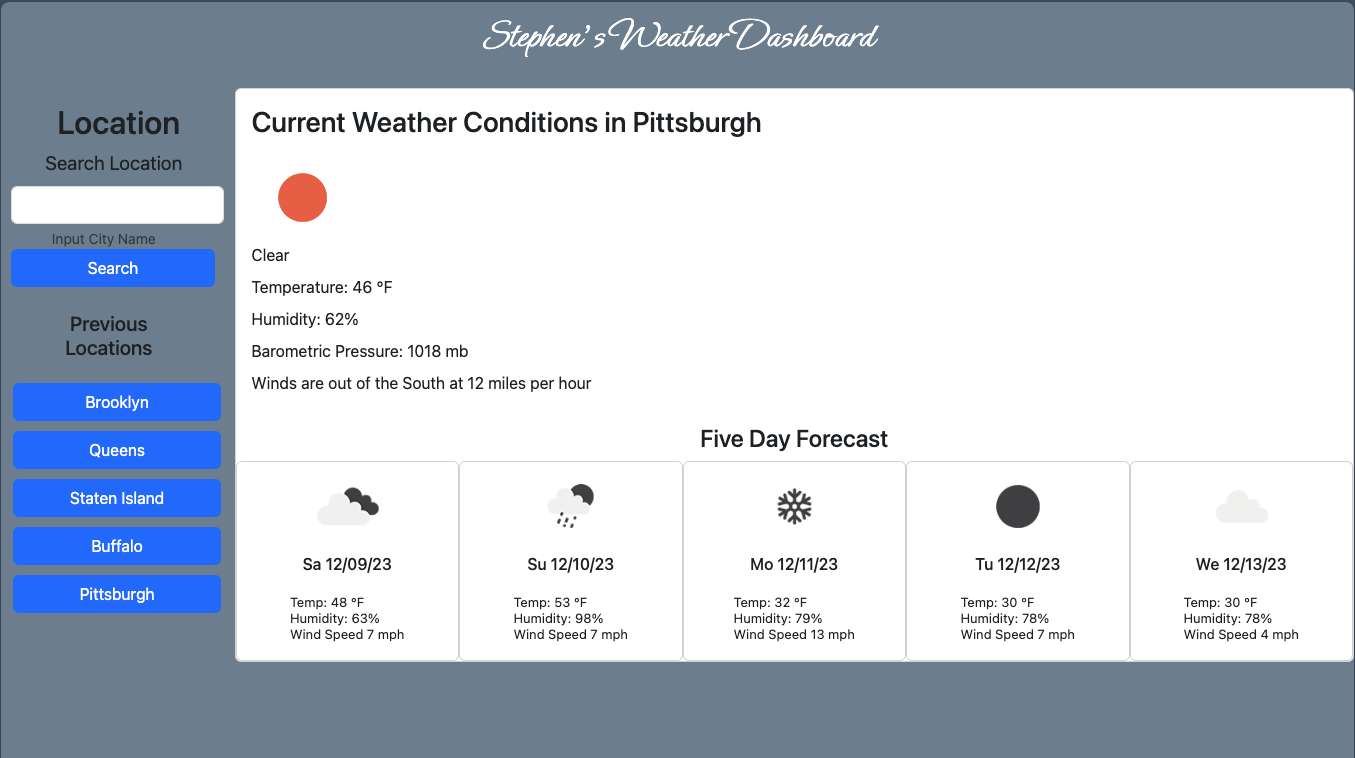 Stephen's Weather Dashboard
Location
Search Location
Input City Name
Search
Previous
Locations
Brooklyn
Queens
Staten Island
Buffalo
Pittsburgh
Current Weather Conditions in Pittsburgh
Clear
Temperature: 46 °F
Humidity: 62%
Barometric Pressure: 1018 mb
Winds are out of the South at 12 miles per hour
Five Day Forecast
Sa 12/09/23
Temp: 48 °F
Humidity: 63%
Wind Speed 7 mph
Su 12/10/23
Temp: 53 °F
Humidity: 98%
Wind Speed 7 mph
Mo 12/11/23
Temp: 32 °F
Humidity: 79%
Wind Speed 13 mph
Tu 12/12/23
Temp: 30 °F
Humidity: 78%
Wind Speed 7 mph
We 12/13/23
Temp: 30 °F
Humidity: 78%
Wind Speed 4 mph